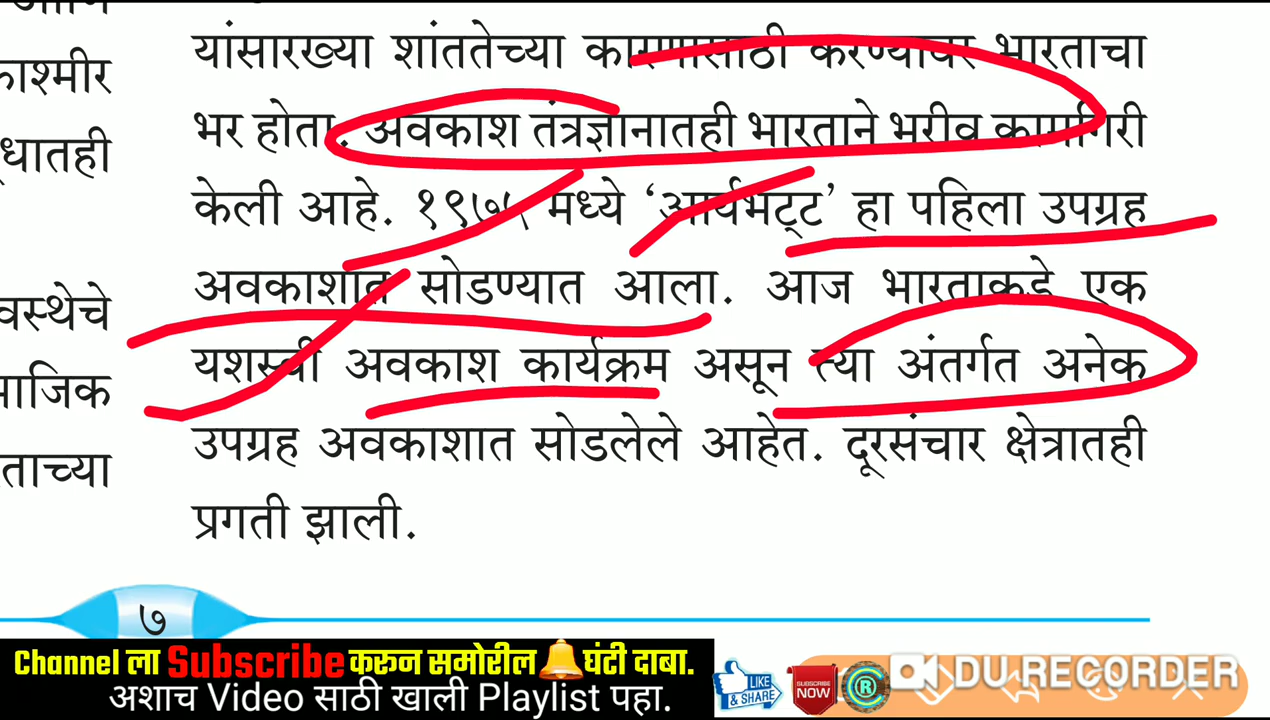 काश्मीर
धातही
वस्थेचे
माजिक
ताच्या
यांसारख्या शांततेच्या कारणासाठी करण्यावर भारताचा
भर होता. अवकाश तंत्रज्ञानातही भारताने भरीव कामगिरी
केली आहे. १९७५ मध्ये ‘आर्यभट्ट’ हा पहिला उपग्रह
अवकाशात सोडण्यात आला. आज भारताकडे एक
यशस्वी अवकाश कार्यक्रम असून त्या अंतर्गत अनेक
उपग्रह अवकाशात सोडलेले आहेत. दूरसंचार क्षेत्रातही
प्रगती झाली.
७
Channel ला Subscribe करून समोरील घंटी दाबा.
अशाच Video साठी खाली Playlist पहा.
LIKE & SHARE
SUBSCRIBE NOW
R
DU RECORDER